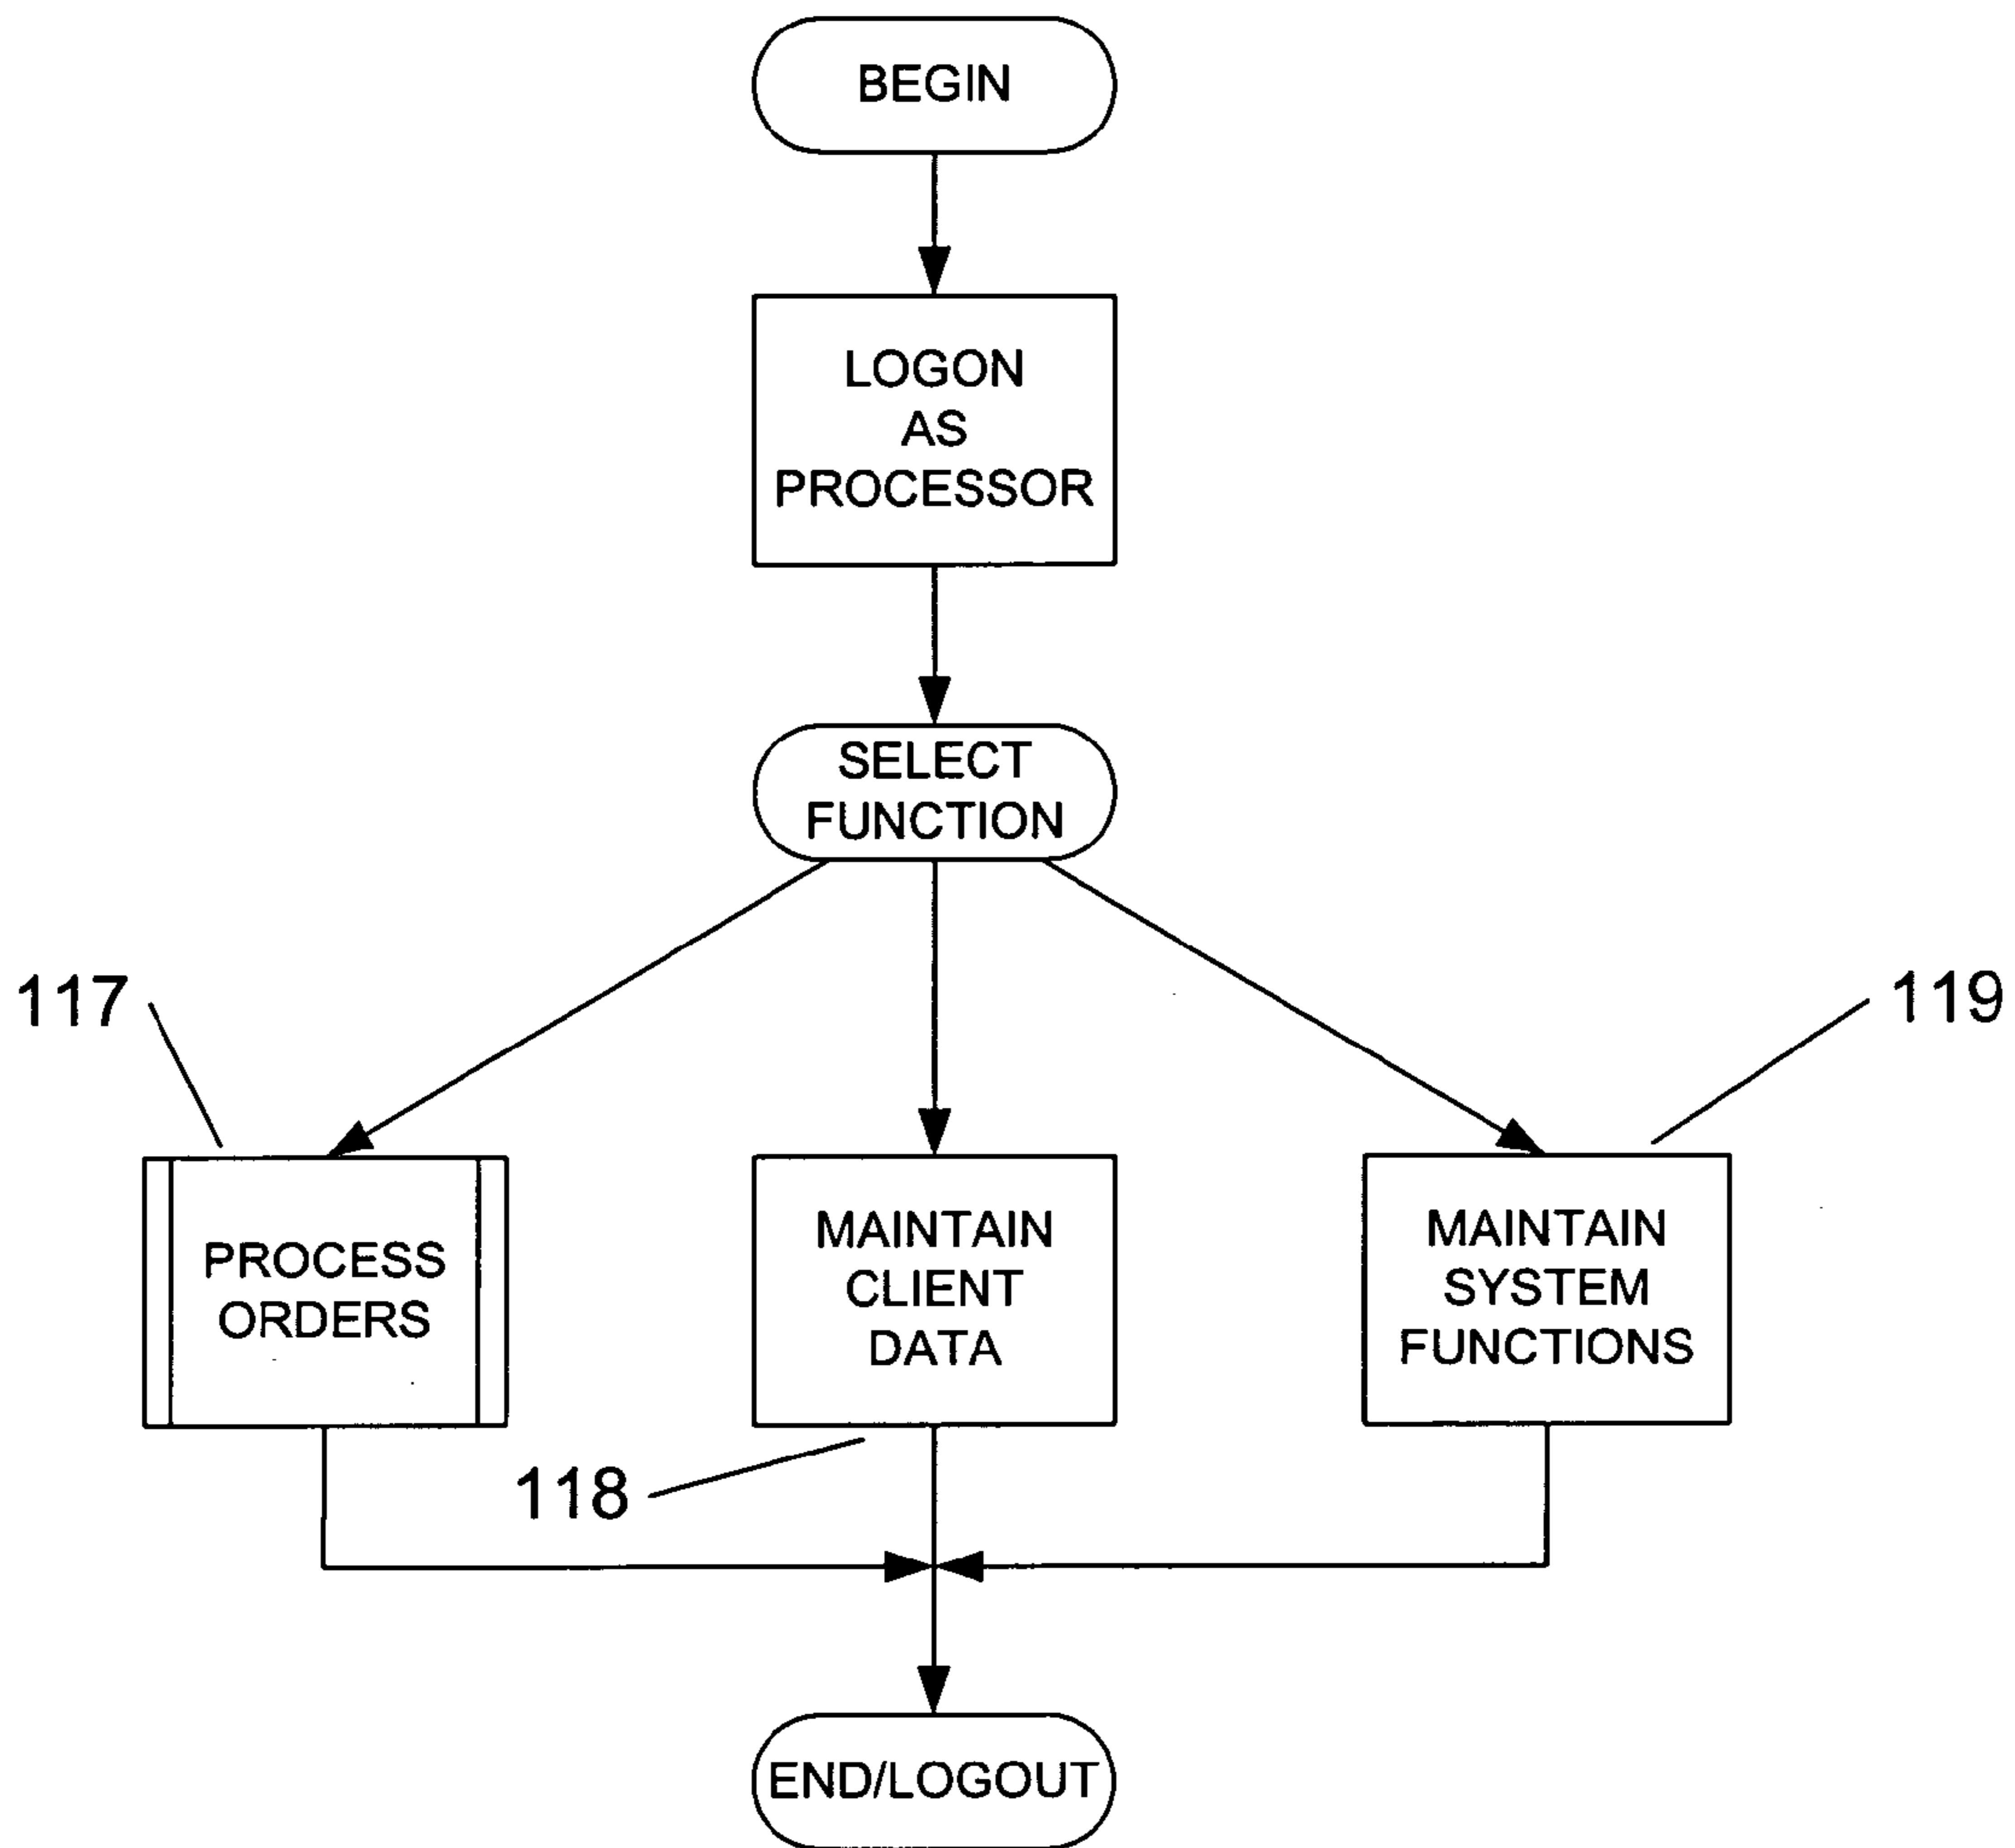 BEGIN
LOGON
AS
PROCESSOR
SELECT
FUNCTION
117
119
PROCESS
ORDERS
MAINTAIN
CLIENT
DATA
MAINTAIN
SYSTEM
FUNCTIONS
118
END/LOGOUT